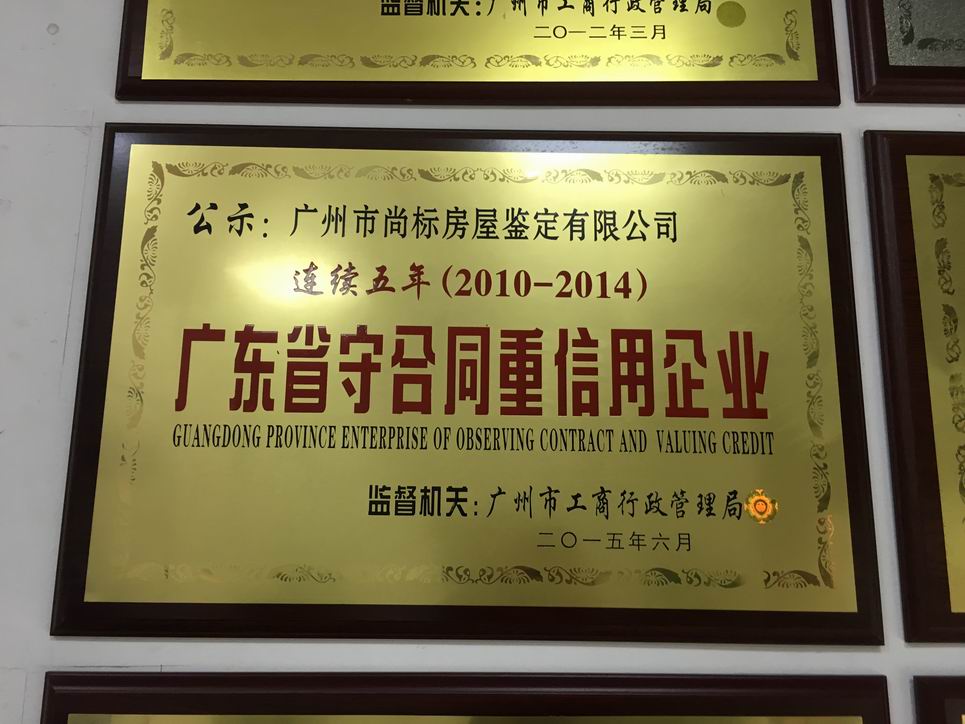 监督机关:广州市工商行政管理局
二〇一二年三月
公示:广州市尚标房屋鉴定有限公司
连续五年(2010-2014)
广东省守合同重信用企业
GUANGDONG PROVINCE ENTERPRISE OF OBSERVING CONTRACT AND VALUING CREDIT
监督机关:广州市工商行政管理局
二〇一五年六月